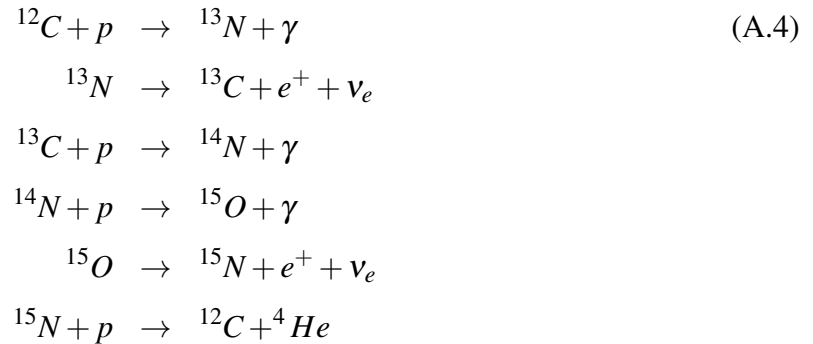 ¹²C + p → ¹³N + γ (A.4)
¹³N → ¹³C + e⁺ + νₑ
¹³C + p → ¹⁴N + γ
¹⁴N + p → ¹⁵O + γ
¹⁵O → ¹⁵N + e⁺ + νₑ
¹⁵N + p → ¹²C + ⁴He